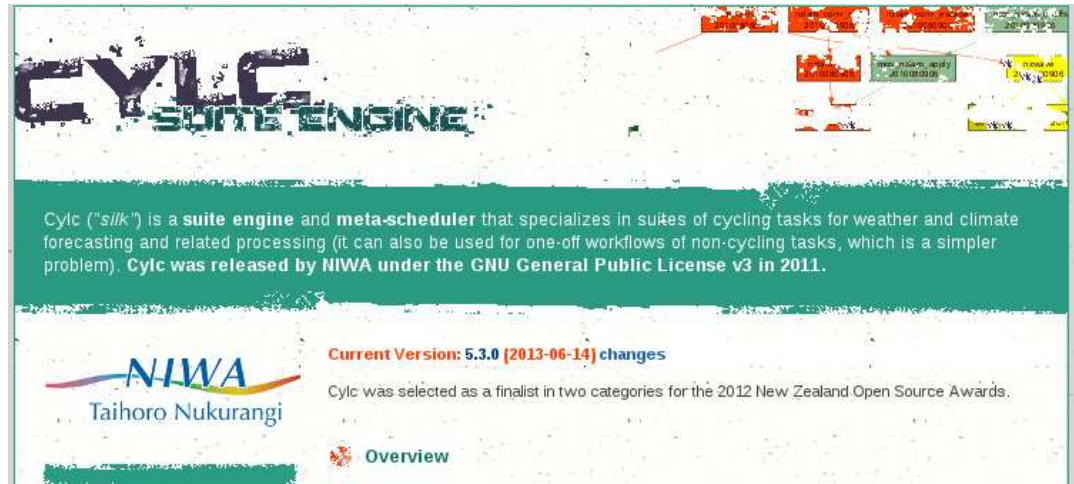 CYLC
SUITE ENGINE
Cylc ("silk") is a suite engine and meta-scheduler that specializes in suites of cycling tasks for weather and climate
forecasting and related processing (it can also be used for one-off workflows of non-cycling tasks, which is a simpler
problem). Cylc was released by NIWA under the GNU General Public License v3 in 2011.
NIWA
Taihoro Nukurangi
Current Version: 5.3.0 (2013-06-14) changes
Cylc was selected as a finalist in two categories for the 2012 New Zealand Open Source Awards.
Overview